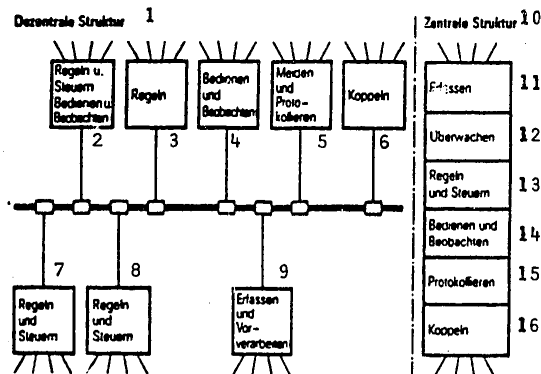 Dezentrale Struktur 1
Regeln u.
Steuern
Bedienen u.
Beobachten
2
Regeln
3
Bedienen
und
Beobachten
4
Melden
und
Proto-
kollieren
5
Koppeln
6
7
Regeln
und
Steuern
8
Regeln
und
Steuern
9
Erfassen
und
Vor-
verarbeiten
Zentrale Struktur 10
Erfassen
11
Überwachen
12
Regeln
und Steuern
13
Bedienen und
Beobachten
14
Protokollieren
15
Koppeln
16